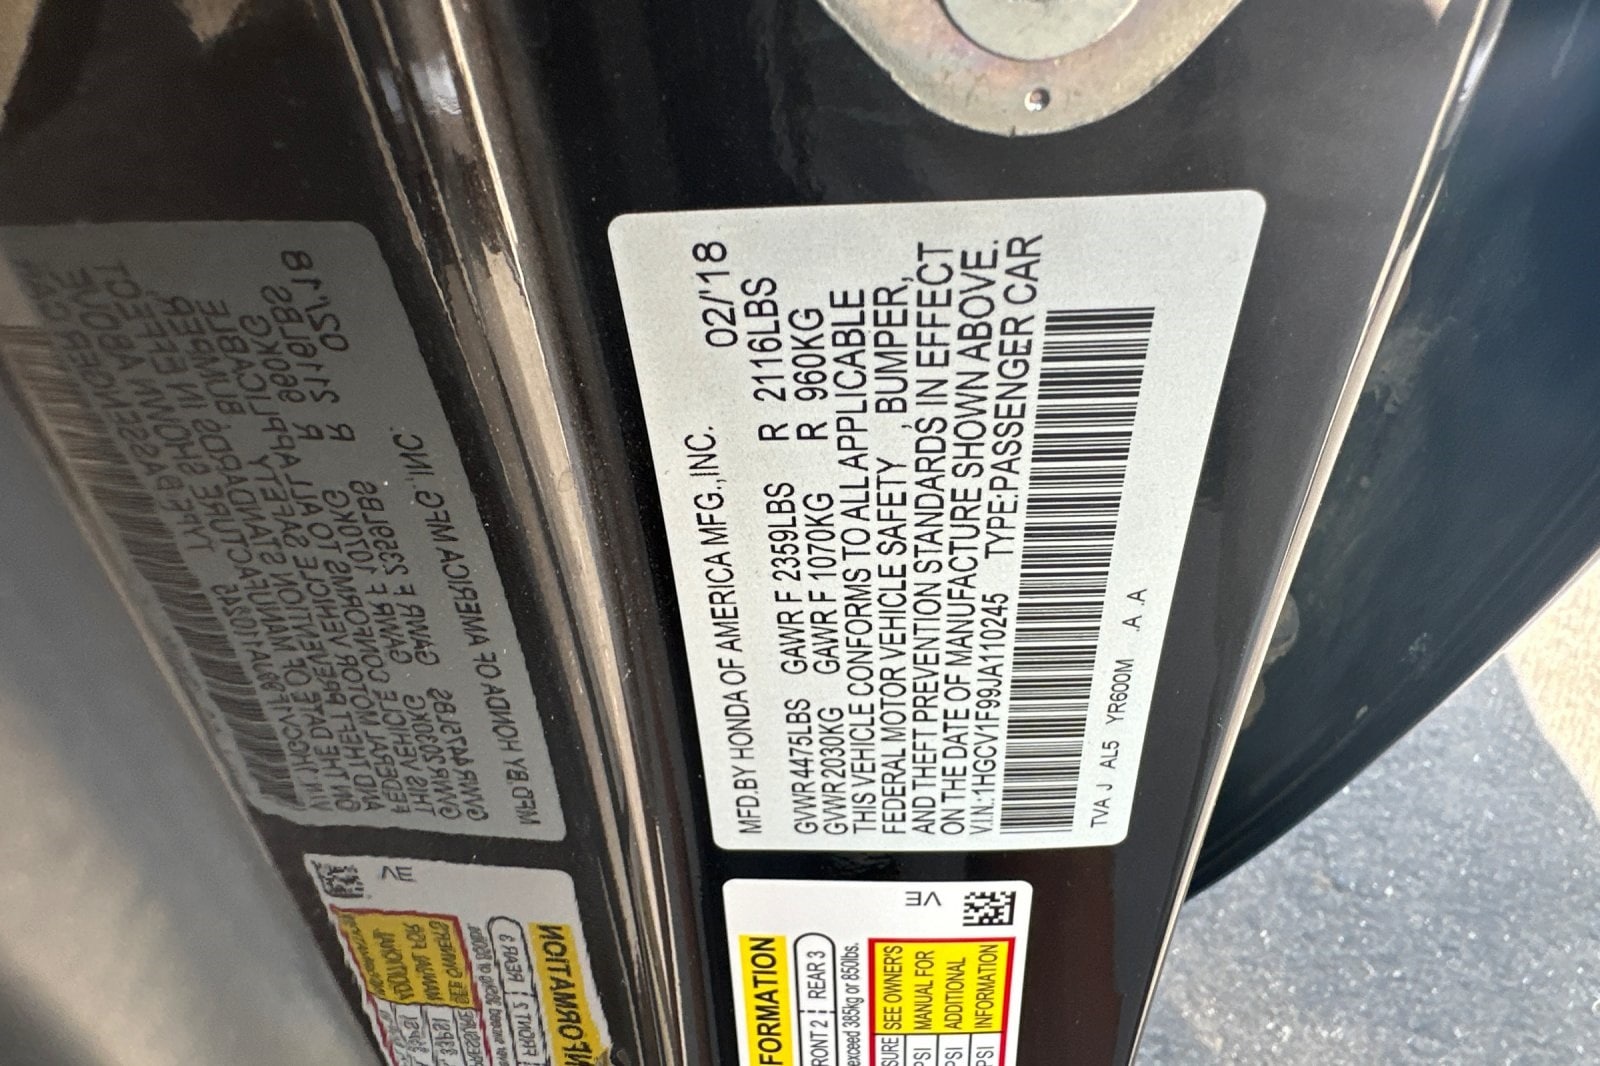 MFD.BY HONDA OF AMERICA MFG.,INC. 02/'18
GVWR 4475LBS GAWR F 2359LBS R 2116LBS
GVWR2030KG GAWR F 1070KG R 960KG
THIS VEHICLE CONFORMS TO ALL APPLICABLE
FEDERAL MOTOR VEHICLE SAFETY , BUMPER,
AND THEFT PREVENTION STANDARDS IN EFFECT
ON THE DATE OF MANUFACTURE SHOWN ABOVE.
V.I.N.:1HGCV1F99JA110245 TYPE:PASSENGER CAR
TVA J AL5 YR600M .A .A
VE
FORMATION
RONT 2 REAR 3
exceed 385kg or 850lbs.
SURE SEE OWNER'S
PSI MANUAL FOR
PSI ADDITIONAL
PSI INFORMATION